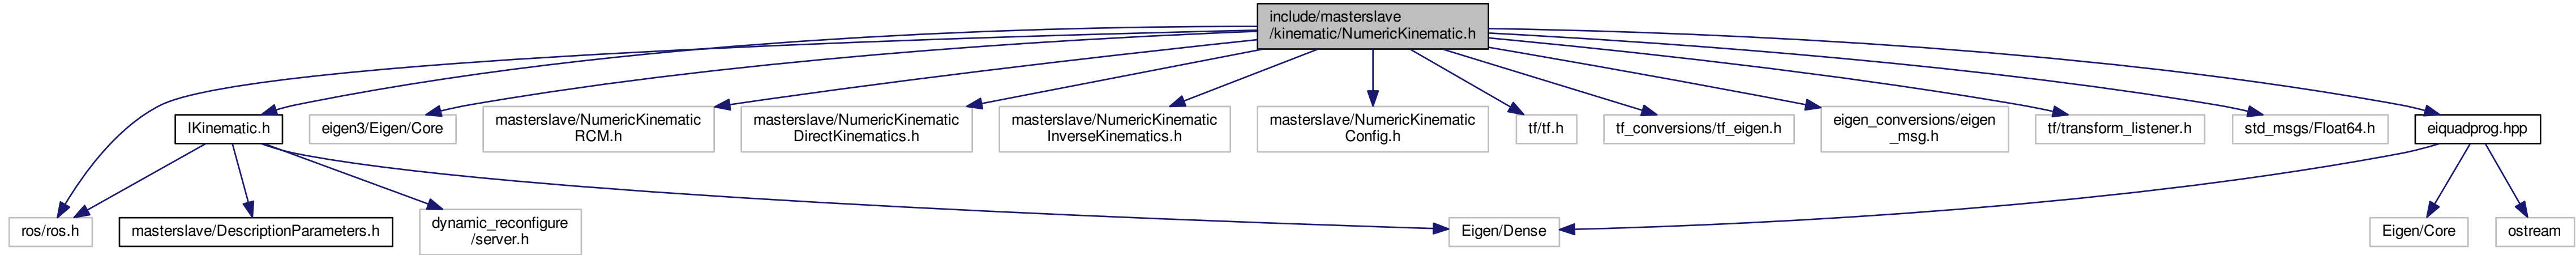 include/masterslave
/kinematic/NumericKinematic.h
IKinematic.h
eigen3/Eigen/Core
masterslave/NumericKinematic
RCM.h
masterslave/NumericKinematic
DirectKinematics.h
masterslave/NumericKinematic
InverseKinematics.h
masterslave/NumericKinematic
Config.h
tf/tf.h
tf_conversions/tf_eigen.h
eigen_conversions/eigen
_msg.h
tf/transform_listener.h
std_msgs/Float64.h
eiquadprog.hpp
ros/ros.h
masterslave/DescriptionParameters.h
dynamic_reconfigure
/server.h
Eigen/Dense
Eigen/Core
ostream